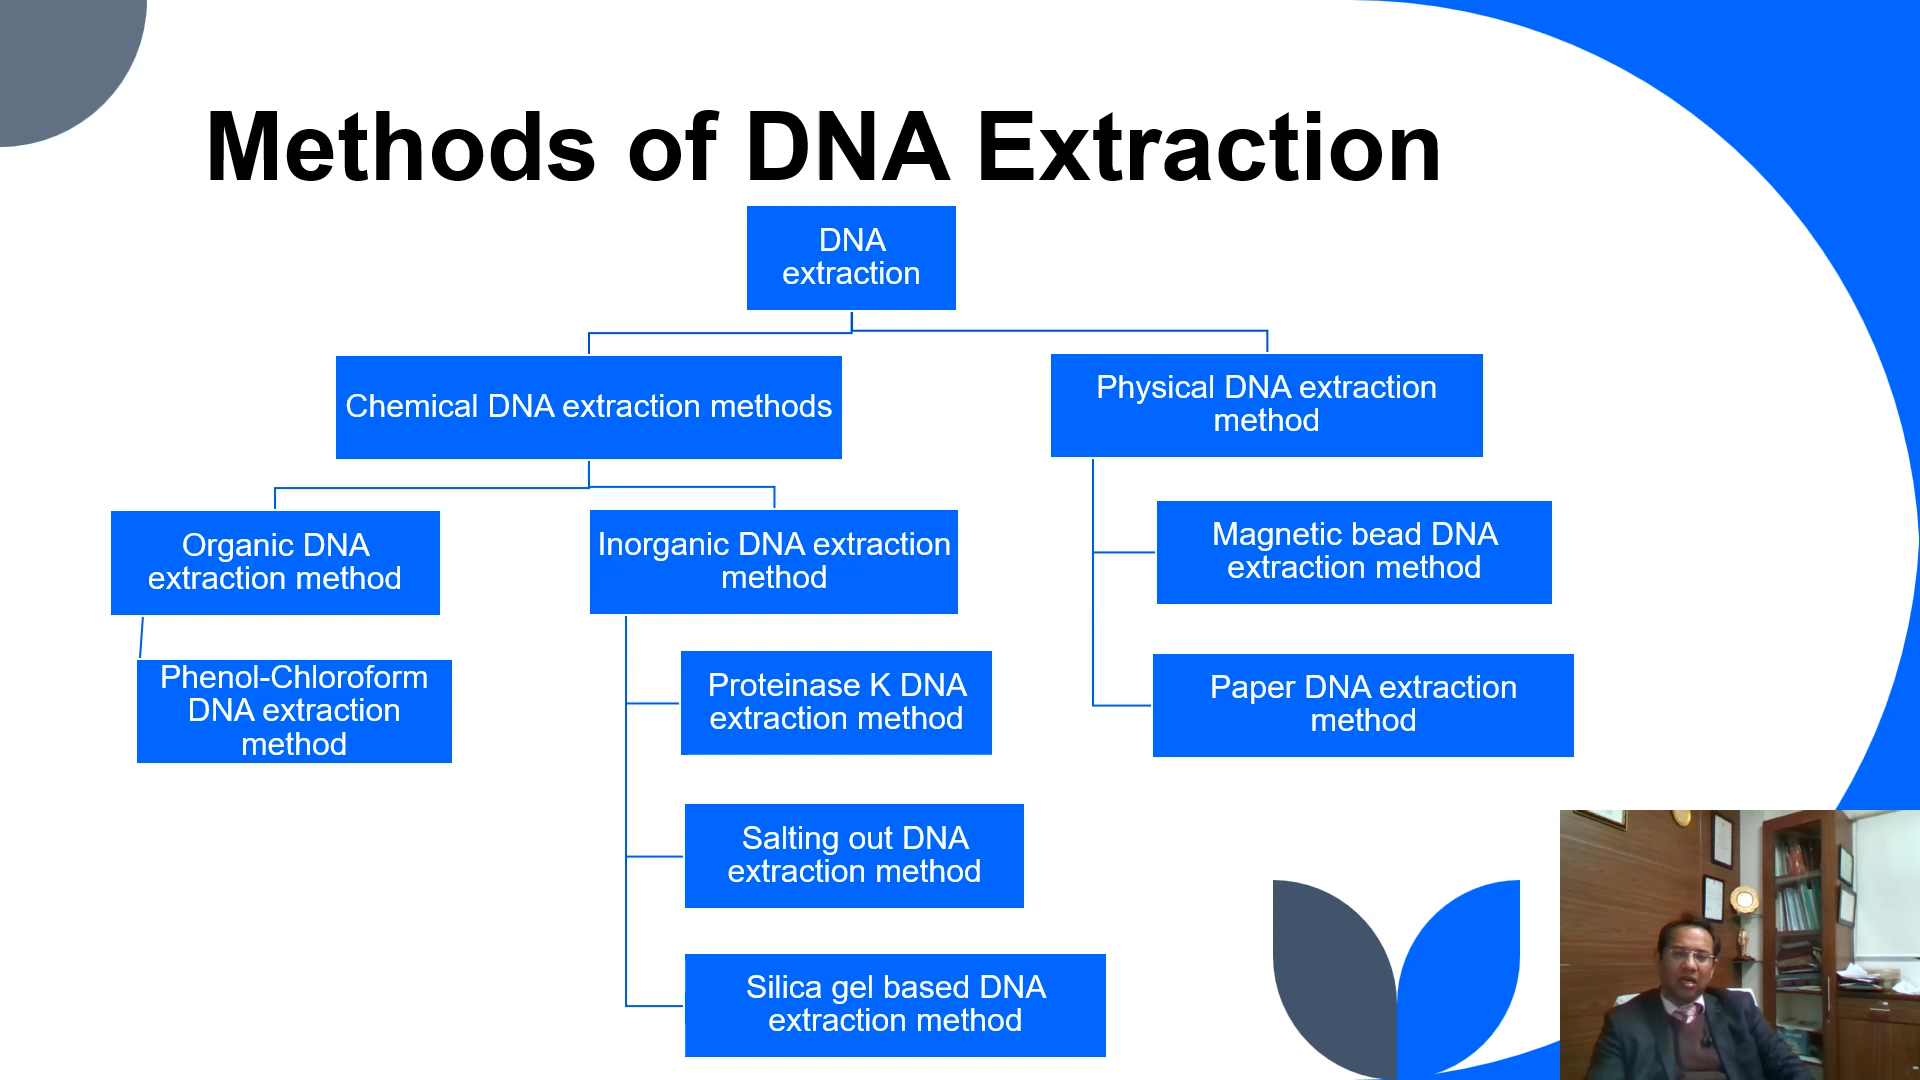 Methods of DNA Extraction
DNA
extraction
Chemical DNA extraction methods
Physical DNA extraction
method
Organic DNA
extraction method
Inorganic DNA extraction
method
Magnetic bead DNA
extraction method
Phenol-Chloroform
DNA extraction
method
Proteinase K DNA
extraction method
Paper DNA extraction
method
Salting out DNA
extraction method
Silica gel based DNA
extraction method